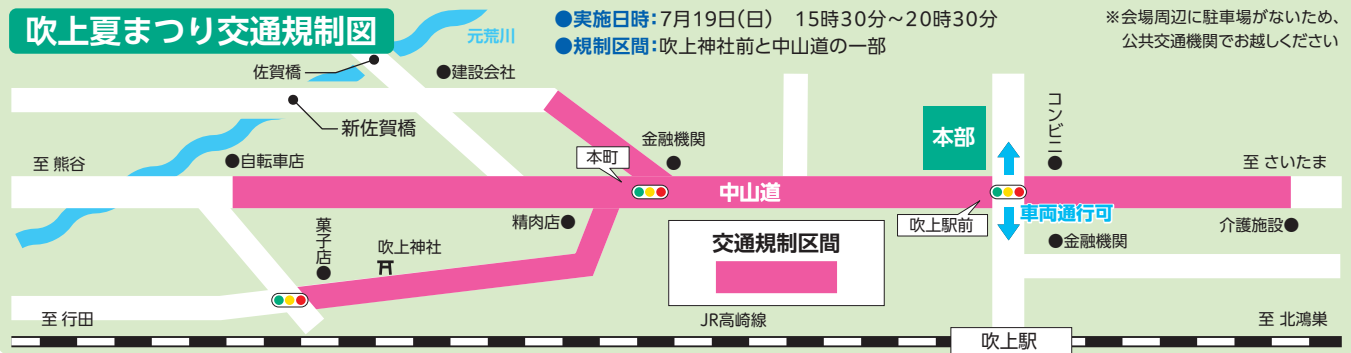 吹上夏まつり交通規制図
●実施日時：7月19日（日）　15時30分～20時30分
●規制区間：吹上神社前と中山道の一部
※会場周辺に駐車場がないため、
公共交通機関でお越しください
元荒川
佐賀橋
●建設会社
新佐賀橋
コンビニ
本部
金融機関
本町
至 熊谷
●自転車店
至 さいたま
中山道
車両通行可
吹上駅前
精肉店●
介護施設●
菓子店
吹上神社
交通規制区間
●金融機関
至 行田
JR高崎線
至 北鴻巣
吹上駅